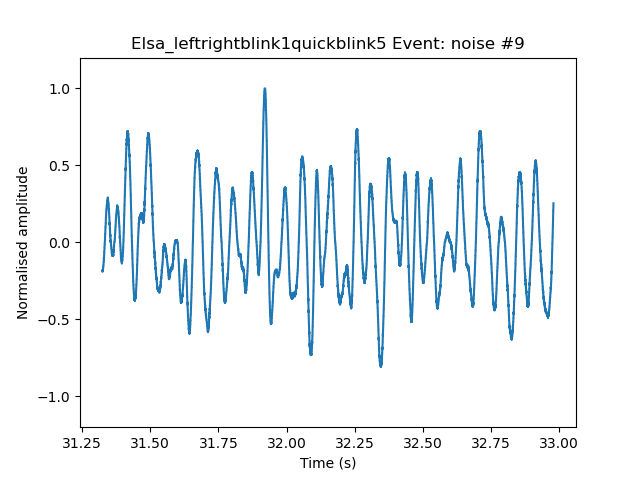 Elsa_leftrightblink1quickblink5 Event: noise #9
Normalised amplitude
1.0
0.5
0.0
−0.5
−1.0
31.25 31.50 31.75 32.00 32.25 32.50 32.75 33.00
Time (s)